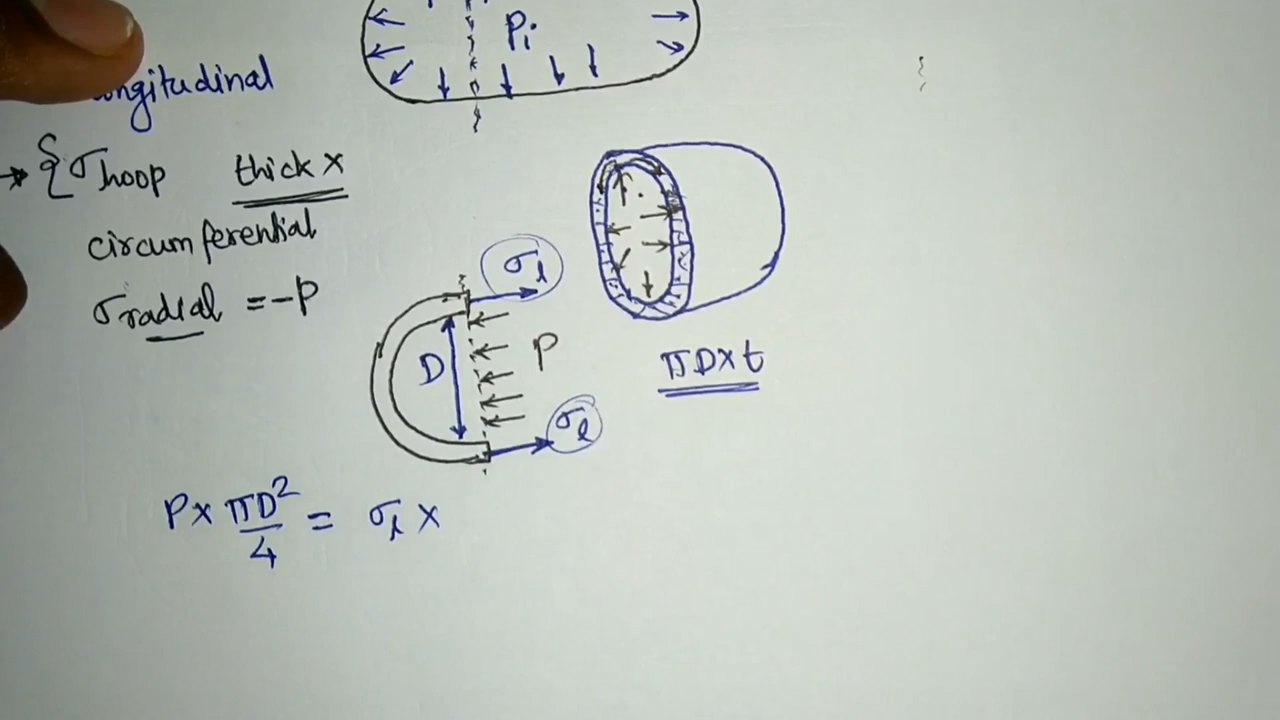 Pi
ongitudinal
→ { σhoop thick x
circumferential
σradial = -P
σl
D
P
σl
πD×t
P× πD²/4 = σl ×